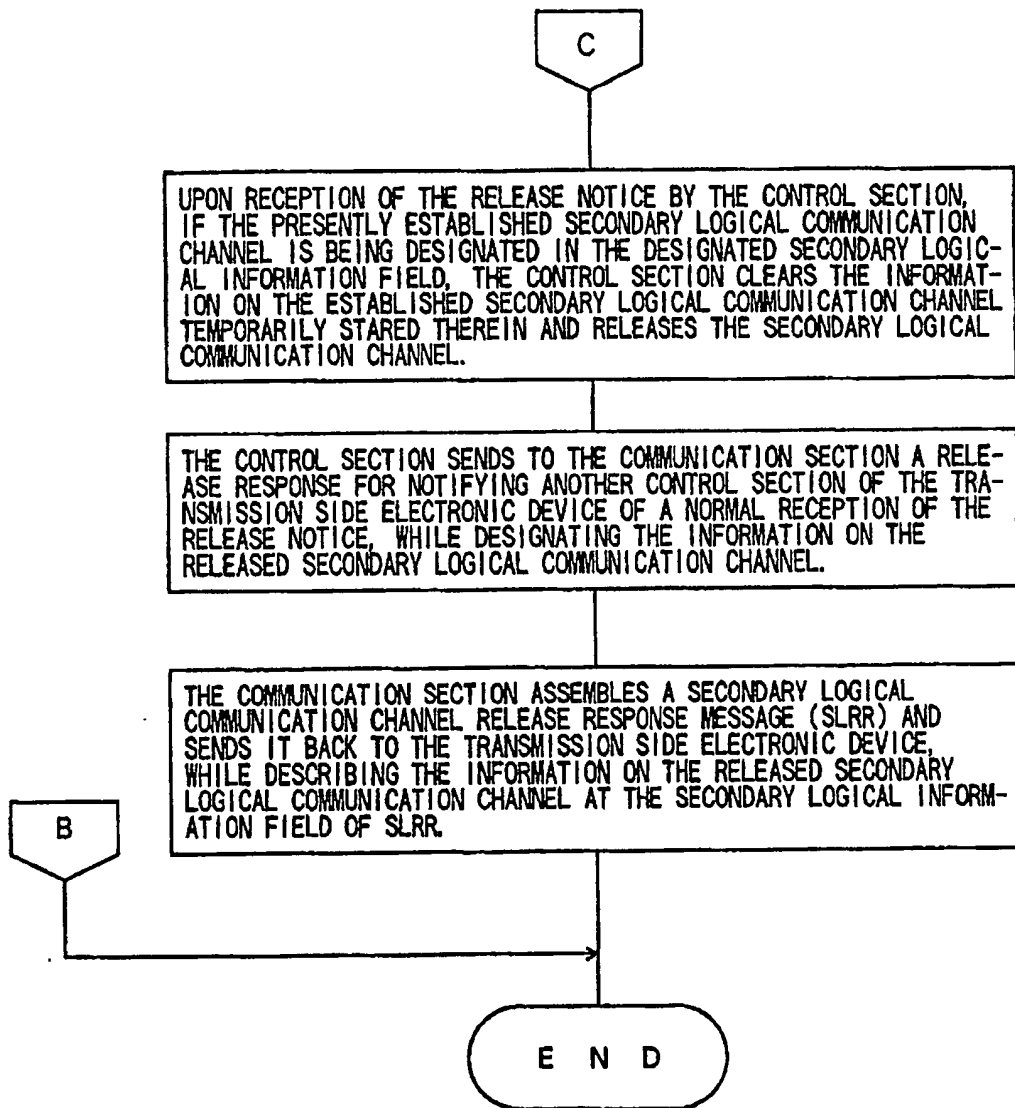 C
UPON RECEPTION OF THE RELEASE NOTICE BY THE CONTROL SECTION,
IF THE PRESENTLY ESTABLISHED SECONDARY LOGICAL COMMUNICATION
CHANNEL IS BEING DESIGNATED IN THE DESIGNATED SECONDARY LOGIC-
AL INFORMATION FIELD, THE CONTROL SECTION CLEARS THE INFORMAT-
ION ON THE ESTABLISHED SECONDARY LOGICAL COMMUNICATION CHANNEL
TEMPORARILY STARED THEREIN AND RELEASES THE SECONDARY LOGICAL
COMMUNICATION CHANNEL.
THE CONTROL SECTION SENDS TO THE COMMUNICATION SECTION A RELE-
ASE RESPONSE FOR NOTIFYING ANOTHER CONTROL SECTION OF THE TRA-
NSMISSION SIDE ELECTRONIC DEVICE OF A NORMAL RECEPTION OF THE
RELEASE NOTICE, WHILE DESIGNATING THE INFORMATION ON THE
RELEASED SECONDARY LOGICAL COMMUNICATION CHANNEL.
THE COMMUNICATION SECTION ASSEMBLES A SECONDARY LOGICAL
COMMUNICATION CHANNEL RELEASE RESPONSE MESSAGE (SLRR) AND
SENDS IT BACK TO THE TRANSMISSION SIDE ELECTRONIC DEVICE,
WHILE DESCRIBING THE INFORMATION ON THE RELEASED SECONDARY
LOGICAL COMMUNICATION CHANNEL AT THE SECONDARY LOGICAL INFORM-
ATION FIELD OF SLRR.
B
END